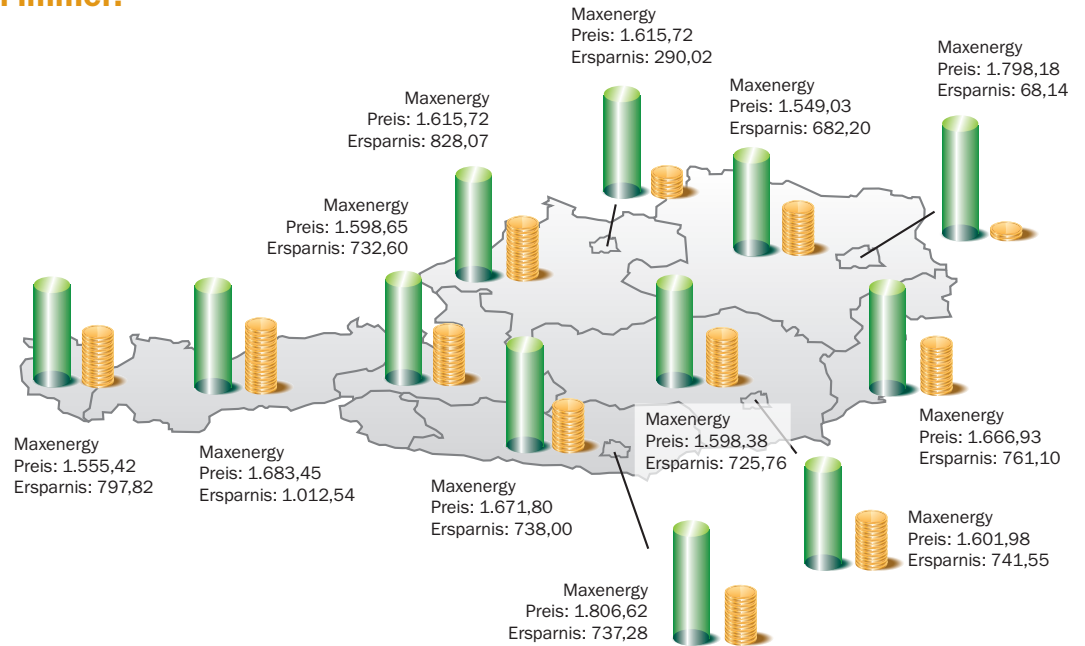 Maxenergy
Preis: 1.615,72
Ersparnis: 290,02
Maxenergy
Preis: 1.798,18
Ersparnis: 68,14
Maxenergy
Preis: 1.549,03
Ersparnis: 682,20
Maxenergy
Preis: 1.615,72
Ersparnis: 828,07
Maxenergy
Preis: 1.598,65
Ersparnis: 732,60
Maxenergy
Preis: 1.555,42
Ersparnis: 797,82
Maxenergy
Preis: 1.683,45
Ersparnis: 1.012,54
Maxenergy
Preis: 1.671,80
Ersparnis: 738,00
Maxenergy
Preis: 1.598,38
Ersparnis: 725,76
Maxenergy
Preis: 1.666,93
Ersparnis: 761,10
Maxenergy
Preis: 1.601,98
Ersparnis: 741,55
Maxenergy
Preis: 1.806,62
Ersparnis: 737,28